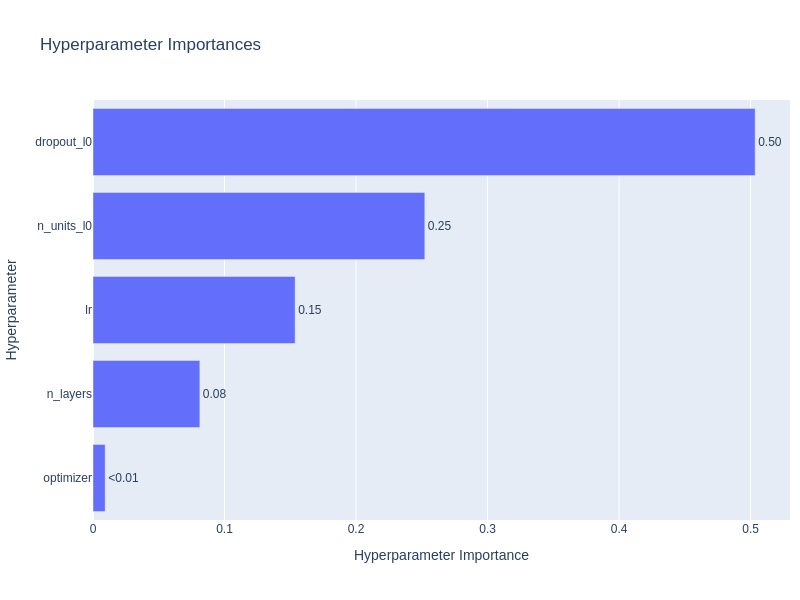 Hyperparameter Importances
dropout_l0
0.50
n_units_l0
0.25
lr
0.15
n_layers
0.08
optimizer
<0.01
0
0.1
0.2
0.3
0.4
0.5
Hyperparameter Importance
Hyperparameter